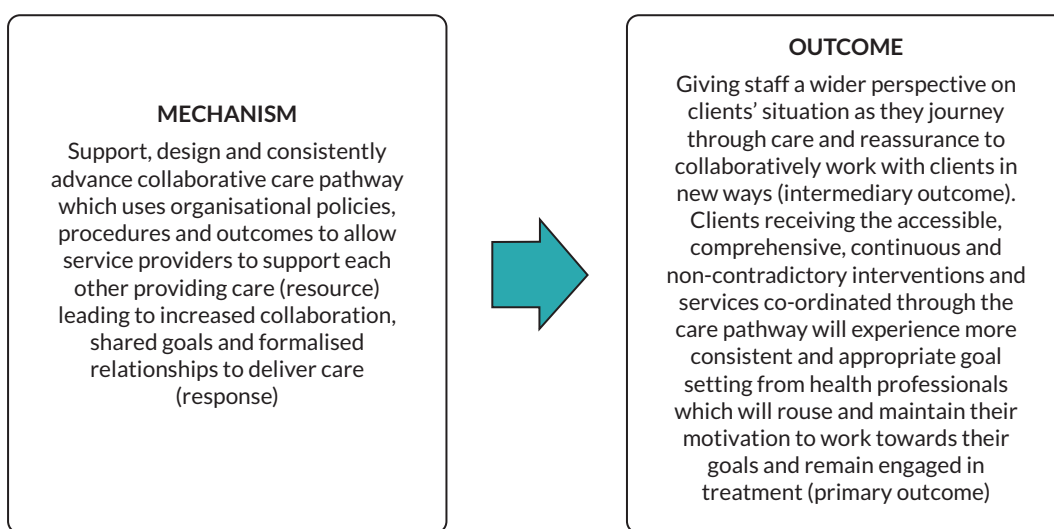 MECHANISM
Support, design and consistently
advance collaborative care pathway
which uses organisational policies,
procedures and outcomes to allow
service providers to support each
other providing care (resource)
leading to increased collaboration,
shared goals and formalised
relationships to deliver care
(response)
OUTCOME
Giving staff a wider perspective on
clients’ situation as they journey
through care and reassurance to
collaboratively work with clients in
new ways (intermediary outcome).
Clients receiving the accessible,
comprehensive, continuous and
non-contradictory interventions and
services co-ordinated through the
care pathway will experience more
consistent and appropriate goal
setting from health professionals
which will rouse and maintain their
motivation to work towards their
goals and remain engaged in
treatment (primary outcome)